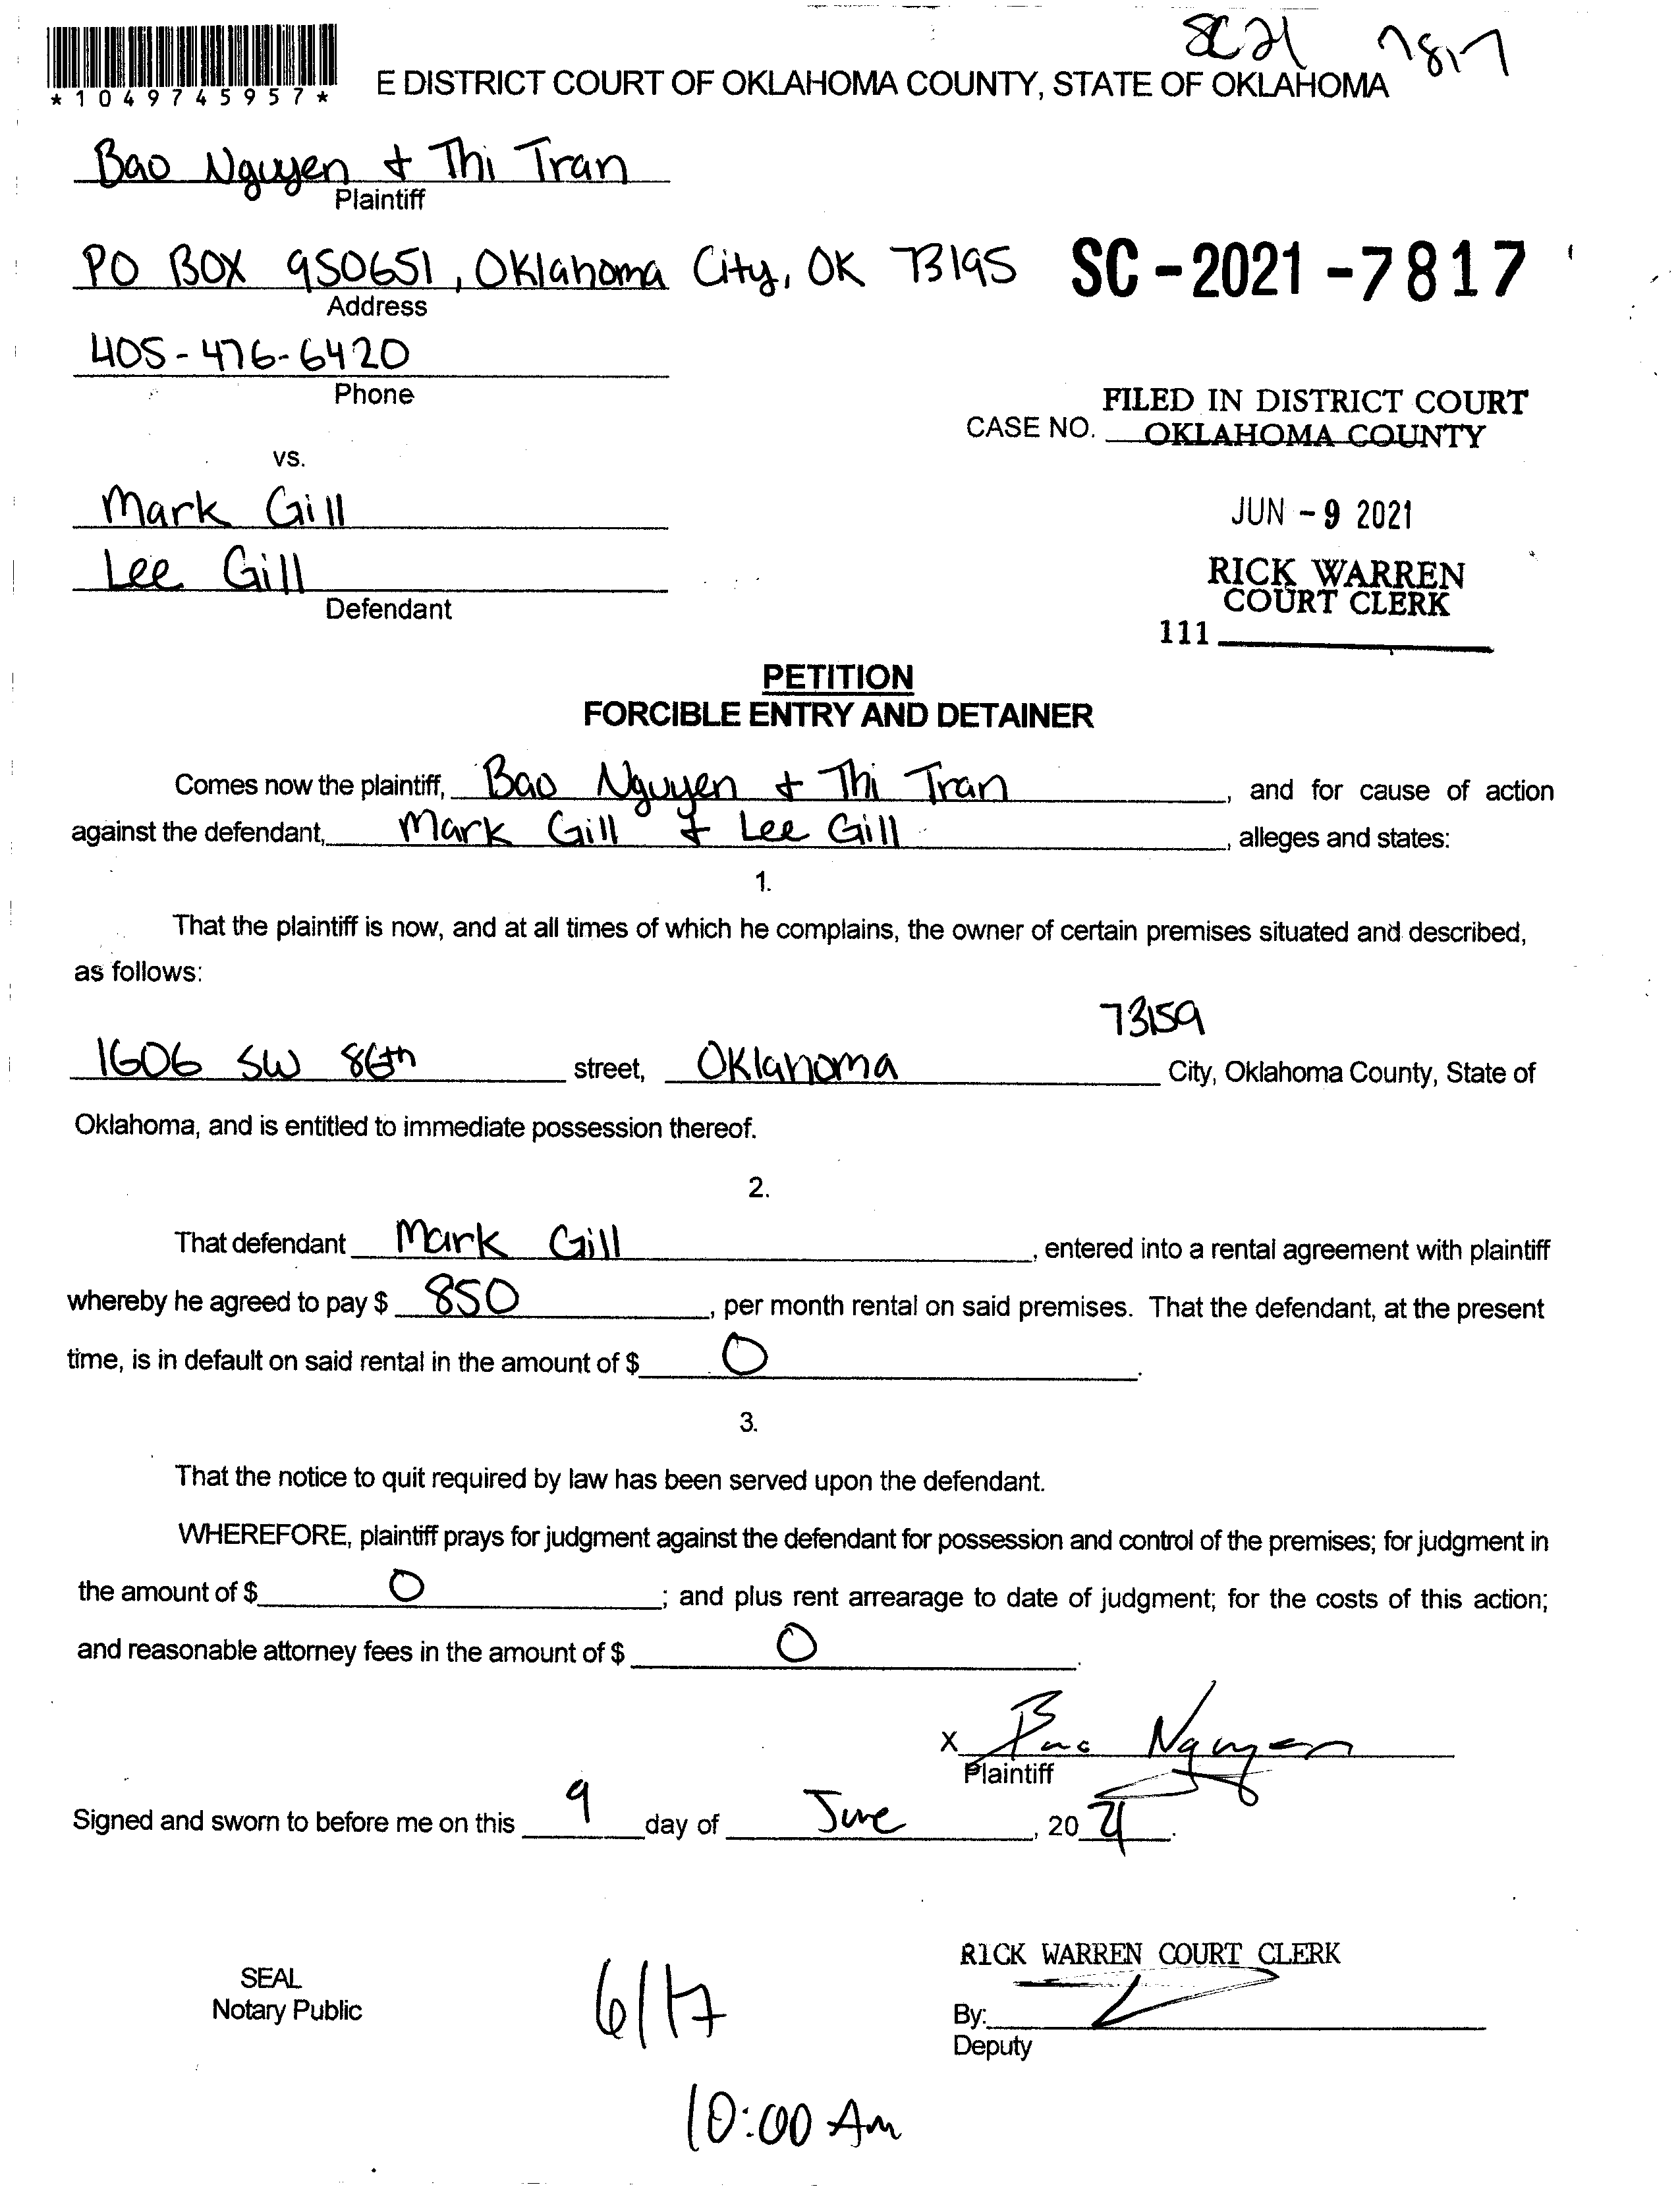 SC21 7817
*1049745957*
E DISTRICT COURT OF OKLAHOMA COUNTY, STATE OF OKLAHOMA
Bao Nguyen & Thi Tran
Plaintiff
PO BOX 950651, Oklahoma City, OK 73195
SC-2021-7817
Address
405-476-6420
Phone
FILED IN DISTRICT COURT
CASE NO. OKLAHOMA COUNTY
vs.
Mark Gill
JUN -9 2021
Lee Gill
RICK WARREN
COURT CLERK
Defendant
111
PETITION
FORCIBLE ENTRY AND DETAINER
Comes now the plaintiff, Bao Nguyen & Thi Tran, and for cause of action
against the defendant, Mark Gill & Lee Gill, alleges and states:
1.
That the plaintiff is now, and at all times of which he complains, the owner of certain premises situated and described,
as follows:
73159
1606 SW 86th street, Oklahoma City, Oklahoma County, State of
Oklahoma, and is entitled to immediate possession thereof.
2.
That defendant Mark Gill, entered into a rental agreement with plaintiff
whereby he agreed to pay $ 850, per month rental on said premises. That the defendant, at the present
time, is in default on said rental in the amount of $ 0.
3.
That the notice to quit required by law has been served upon the defendant.
WHEREFORE, plaintiff prays for judgment against the defendant for possession and control of the premises; for judgment in
the amount of $ 0; and plus rent arrearage to date of judgment; for the costs of this action;
and reasonable attorney fees in the amount of $ 0.
X Bao Nguyen
Plaintiff
Signed and sworn to before me on this 9 day of June, 2021.
RICK WARREN COURT CLERK
SEAL
Notary Public
6/17
By:
Deputy
10:00 Am